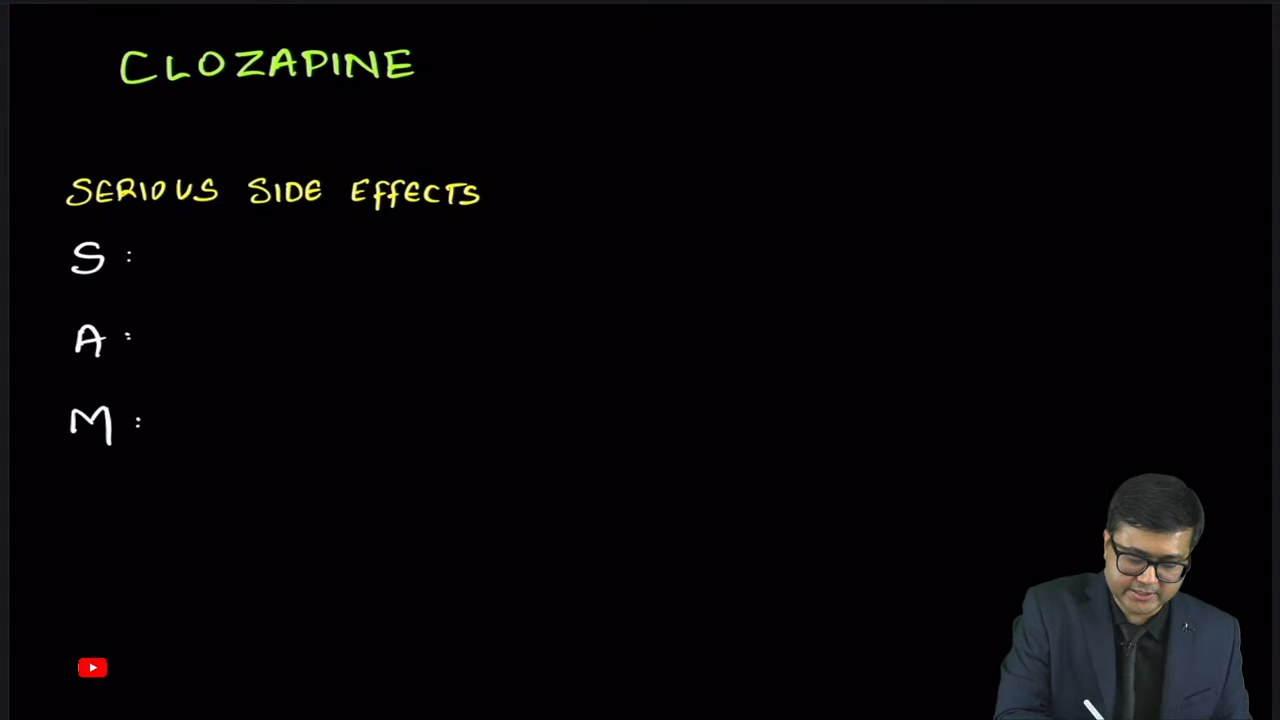 CLOZAPINE
SERIOUS SIDE EFFECTS
S :
A :
M :